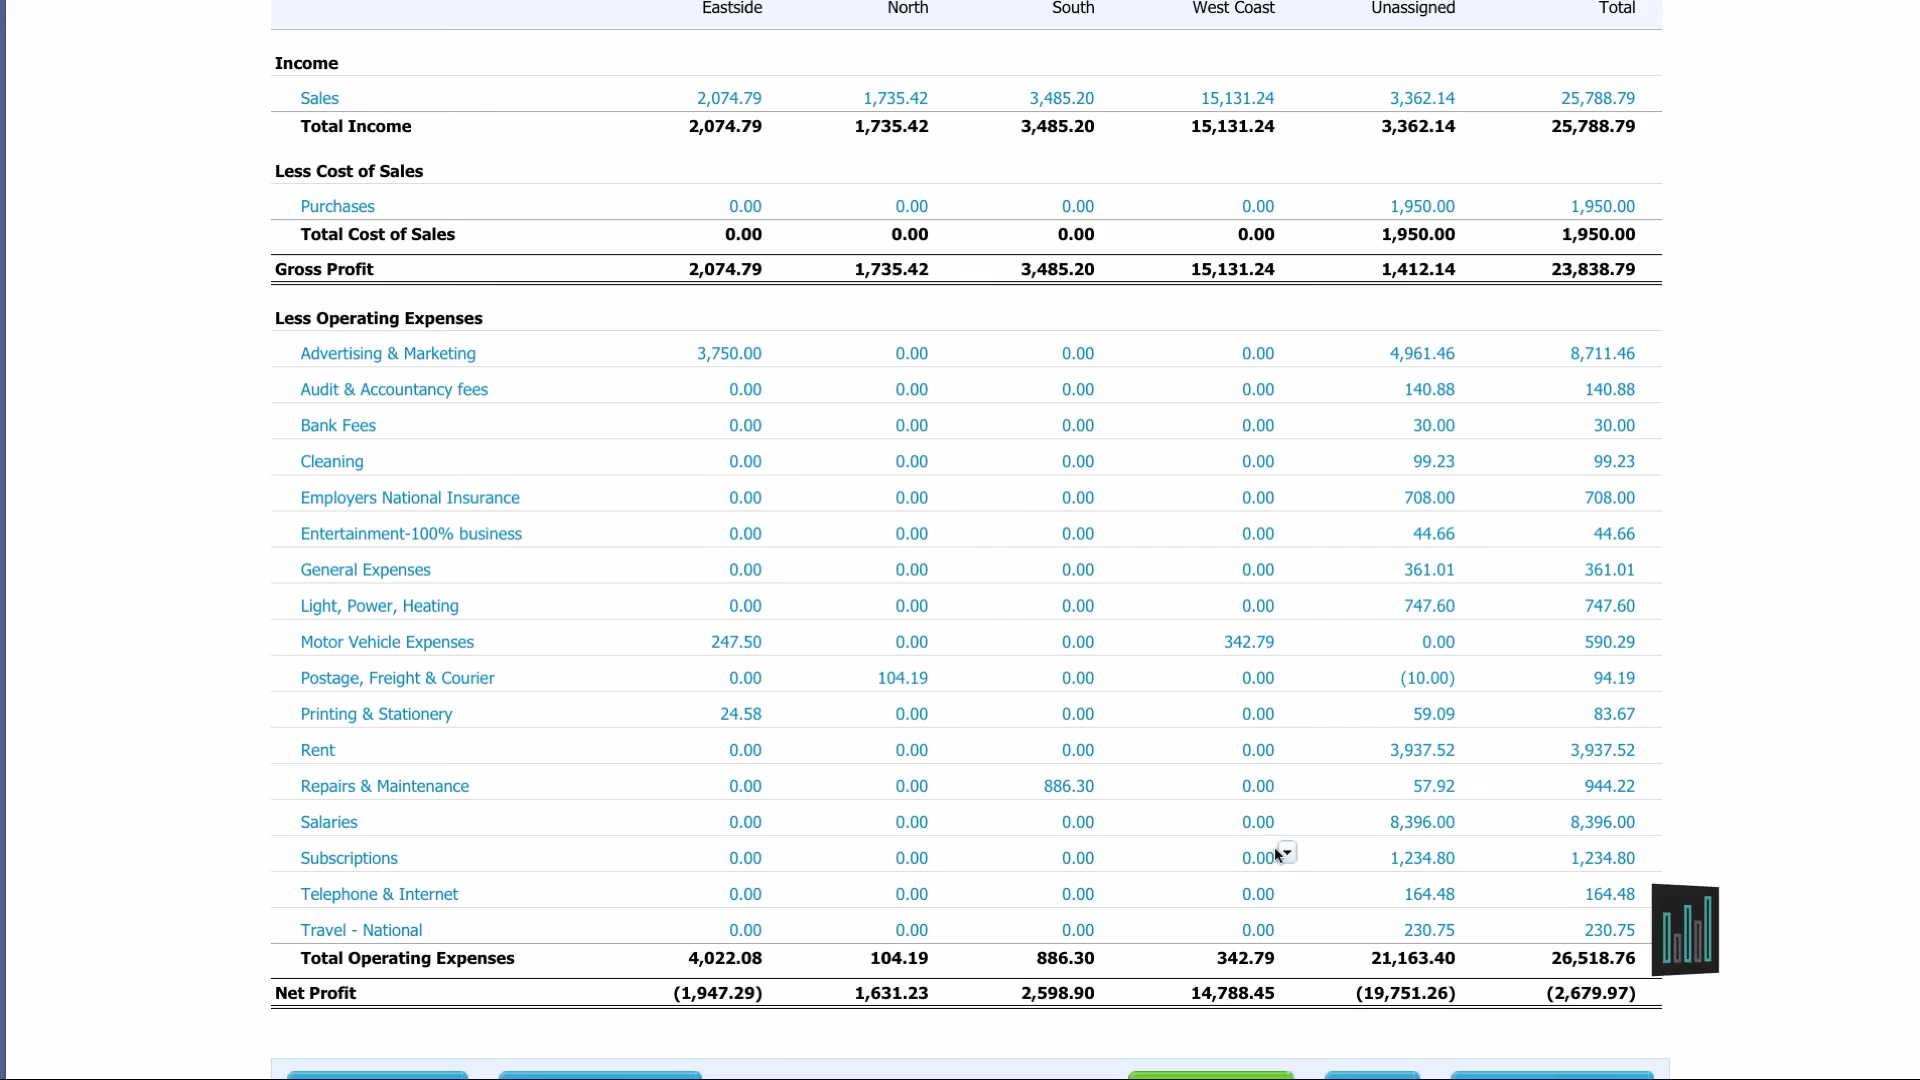 Eastside North South West Coast Unassigned Total
Income
Sales 2,074.79 1,735.42 3,485.20 15,131.24 3,362.14 25,788.79
Total Income 2,074.79 1,735.42 3,485.20 15,131.24 3,362.14 25,788.79
Less Cost of Sales
Purchases 0.00 0.00 0.00 0.00 1,950.00 1,950.00
Total Cost of Sales 0.00 0.00 0.00 0.00 1,950.00 1,950.00
Gross Profit 2,074.79 1,735.42 3,485.20 15,131.24 1,412.14 23,838.79
Less Operating Expenses
Advertising & Marketing 3,750.00 0.00 0.00 0.00 4,961.46 8,711.46
Audit & Accountancy fees 0.00 0.00 0.00 0.00 140.88 140.88
Bank Fees 0.00 0.00 0.00 0.00 30.00 30.00
Cleaning 0.00 0.00 0.00 0.00 99.23 99.23
Employers National Insurance 0.00 0.00 0.00 0.00 708.00 708.00
Entertainment-100% business 0.00 0.00 0.00 0.00 44.66 44.66
General Expenses 0.00 0.00 0.00 0.00 361.01 361.01
Light, Power, Heating 0.00 0.00 0.00 0.00 747.60 747.60
Motor Vehicle Expenses 247.50 0.00 0.00 342.79 0.00 590.29
Postage, Freight & Courier 0.00 104.19 0.00 0.00 (10.00) 94.19
Printing & Stationery 24.58 0.00 0.00 0.00 59.09 83.67
Rent 0.00 0.00 0.00 0.00 3,937.52 3,937.52
Repairs & Maintenance 0.00 0.00 886.30 0.00 57.92 944.22
Salaries 0.00 0.00 0.00 0.00 8,396.00 8,396.00
Subscriptions 0.00 0.00 0.00 0.00 1,234.80 1,234.80
Telephone & Internet 0.00 0.00 0.00 0.00 164.48 164.48
Travel - National 0.00 0.00 0.00 0.00 230.75 230.75
Total Operating Expenses 4,022.08 104.19 886.30 342.79 21,163.40 26,518.76
Net Profit (1,947.29) 1,631.23 2,598.90 14,788.45 (19,751.26) (2,679.97)